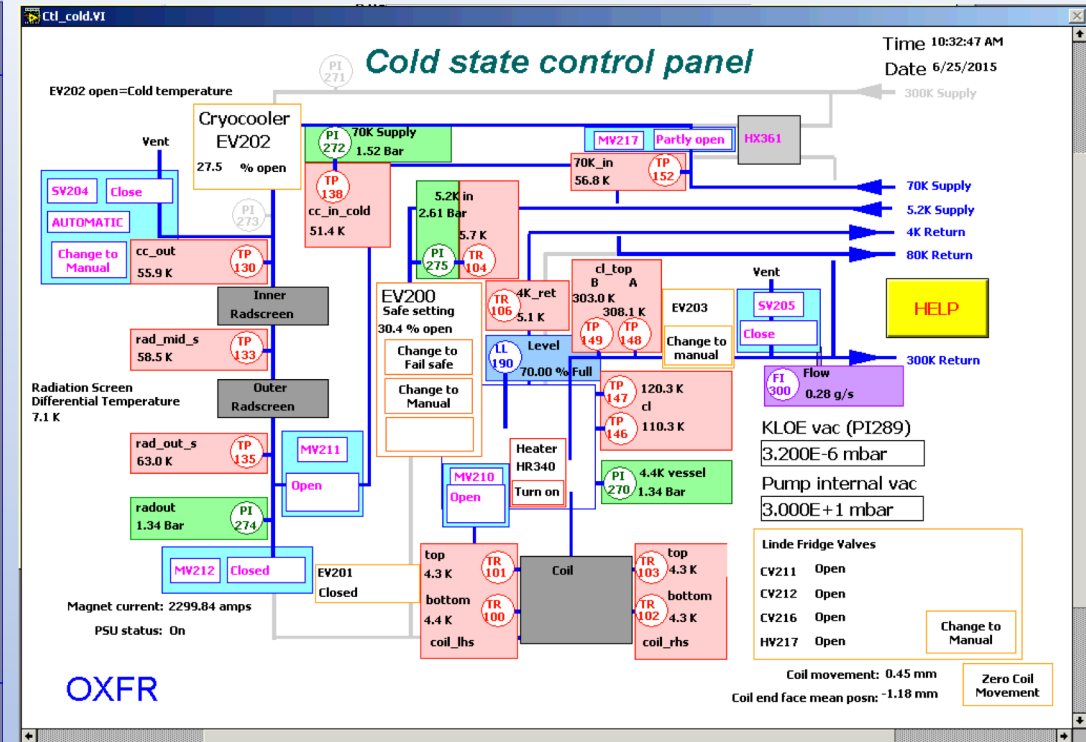 Ctl_cold.VI
Cold state control panel
Time 10:32:47 AM
Date 6/25/2015
PI
271
300K Supply
EV202 open=Cold temperature
Cryocooler
EV202
27.5 % open
Vent
SV204 Close
AUTOMATIC
Change to
Manual
PI
272
70K Supply
1.52 Bar
TP
138
cc_in_cold
51.4 K
MV217 Partly open
HX361
70K_in
56.8 K
TP
152
70K Supply
5.2K Supply
4K Return
80K Return
300K Return
PI
273
cc_out
55.9 K
TP
130
5.2K in
2.61 Bar
5.7 K
PI
275
TR
104
Inner
Radscreen
rad_mid_s
58.5 K
TP
133
Outer
Radscreen
Radiation Screen
Differential Temperature
7.1 K
rad_out_s
63.0 K
TP
135
radout
1.34 Bar
PI
274
MV211
Open
MV212 Closed
EV201
Closed
Magnet current: 2299.84 amps
PSU status: On
OXFR
EV200
Safe setting
30.4 % open
Change to
Fail safe
Change to
Manual
TR
106
4K_ret
5.1 K
LL
190
Level
70.00 % Full
cl_top
B A
303.0 K
308.1 K
TP
149
TP
148
EV203
Change to
manual
Vent
SV205
Close
HELP
FI
300
Flow
0.28 g/s
TP
147
120.3 K
cl
TP
146
110.3 K
Heater
HR340
Turn on
PI
270
4.4K vessel
1.34 Bar
MV210
Open
KLOE vac (PI289)
3.200E-6 mbar
Pump internal vac
3.000E+1 mbar
top
4.3 K
TR
101
bottom
4.4 K
TR
100
coil_lhs
Coil
TR
103
top
4.3 K
bottom
TR
102
4.3 K
coil_rhs
Linde Fridge Valves
CV211 Open
CV212 Open
CV216 Open
HV217 Open
Change to
Manual
Coil movement: 0.45 mm
Coil end face mean posn: -1.18 mm
Zero Coil
Movement